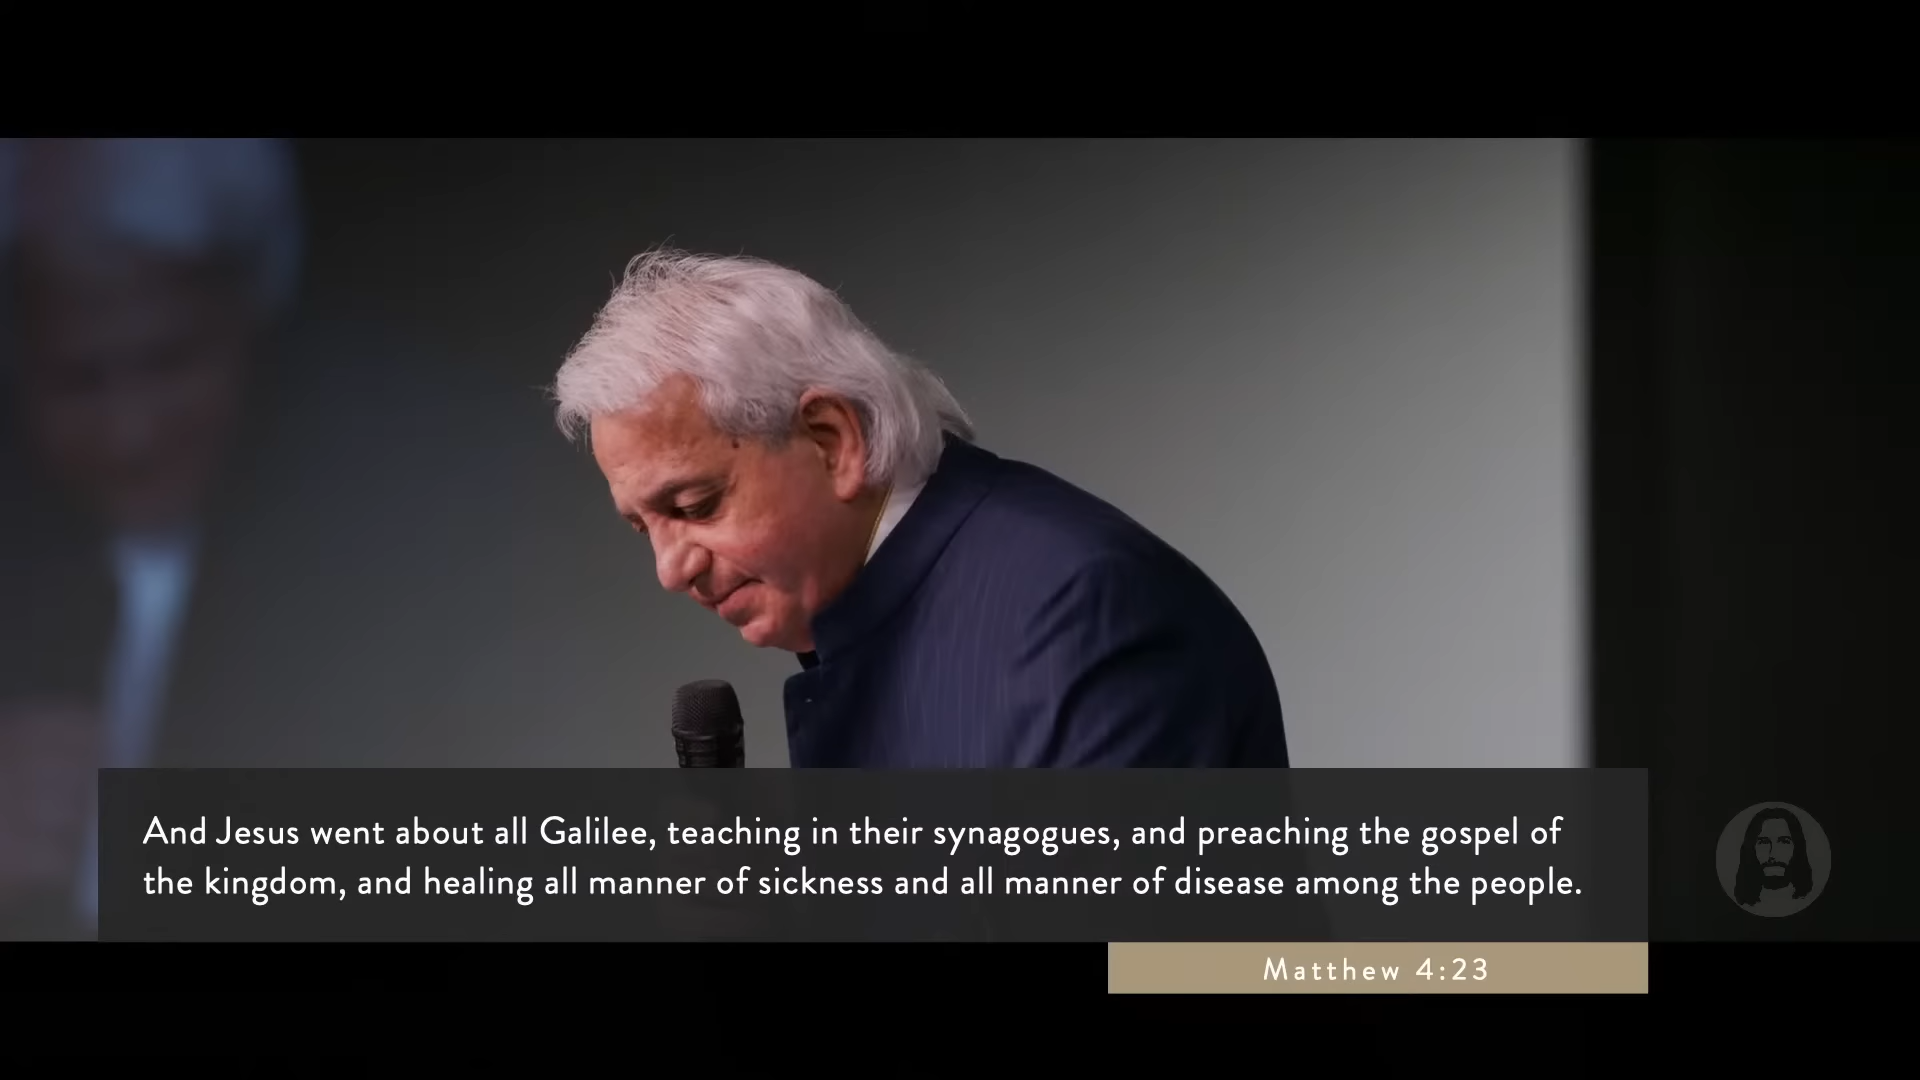 And Jesus went about all Galilee, teaching in their synagogues, and preaching the gospel of
the kingdom, and healing all manner of sickness and all manner of disease among the people.
Matthew 4:23